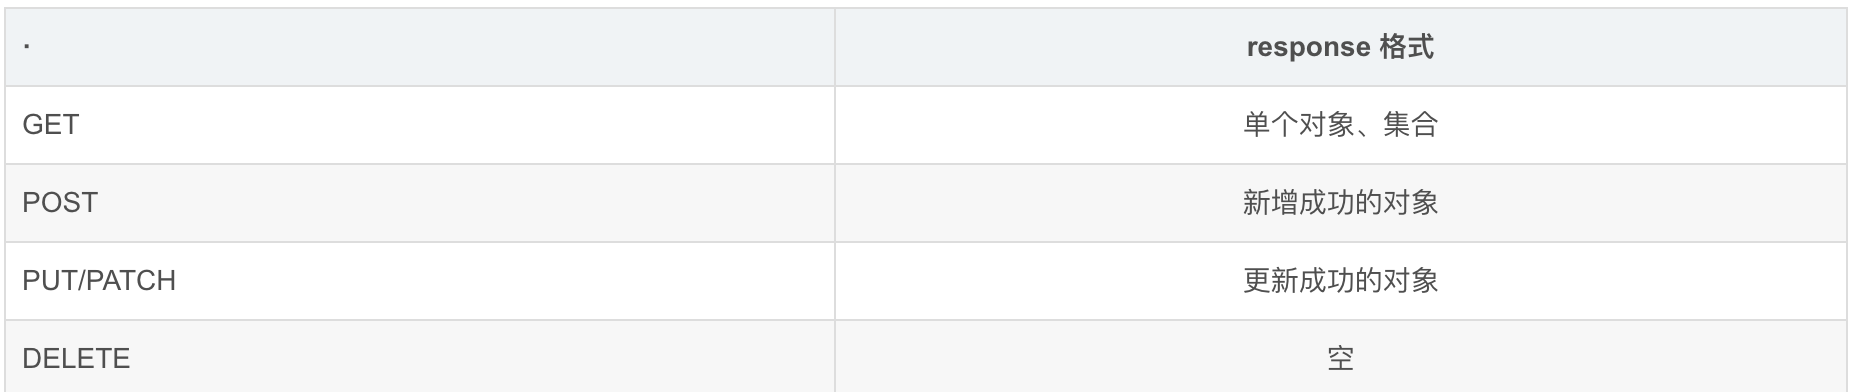 · response 格式
GET 单个对象、集合
POST 新增成功的对象
PUT/PATCH 更新成功的对象
DELETE 空